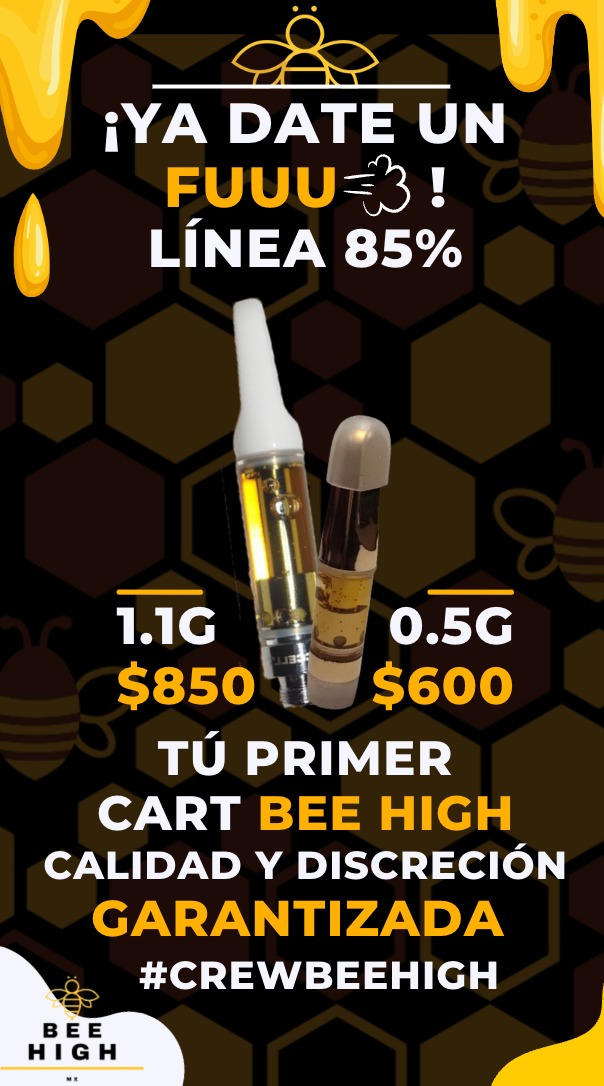 ¡YA DATE UN
FUUU !
LÍNEA 85%
1.1G
$850
0.5G
$600
CCELL
TÚ PRIMER
CART BEE HIGH
CALIDAD Y DISCRECIÓN
GARANTIZADA
#CREWBEEHIGH
BEE
HIGH
MX